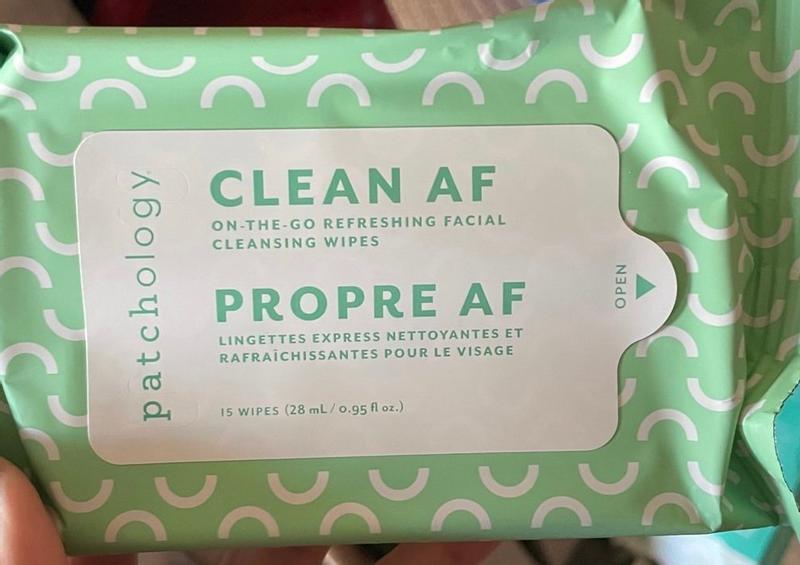 patchology
CLEAN AF
ON-THE-GO REFRESHING FACIAL
CLEANSING WIPES
PROPRE AF
LINGETTES EXPRESS NETTOYANTES ET
RAFRAÎCHISSANTES POUR LE VISAGE
15 WIPES (28 mL / 0.95 fl oz.)
OPEN